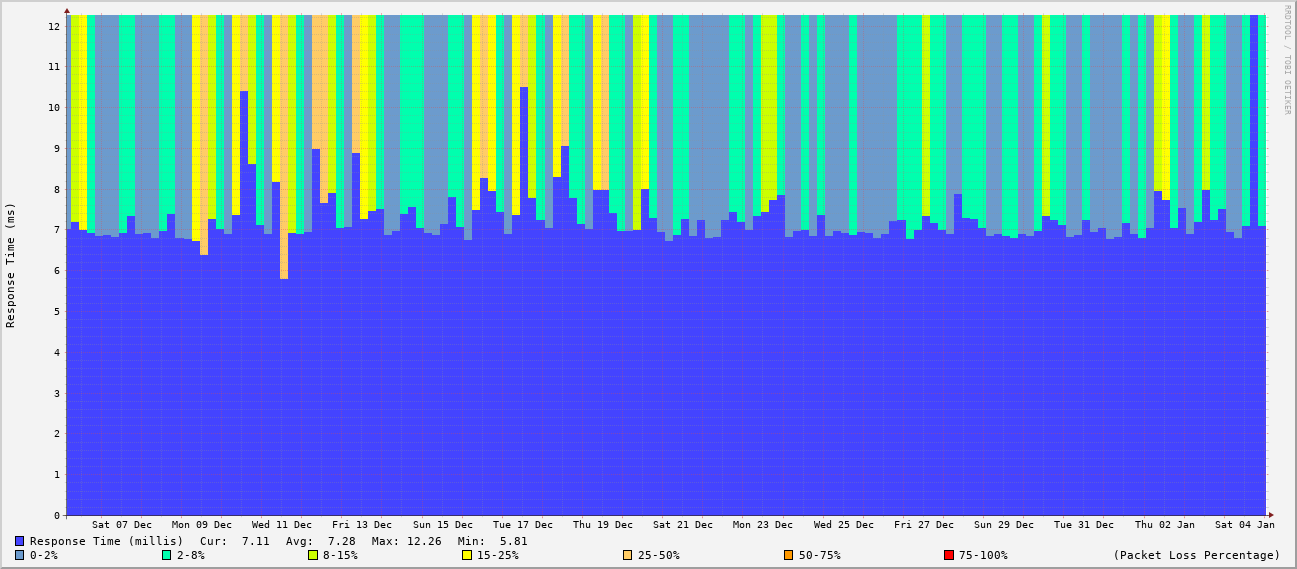 RRDTOOL / TOBI OETIKER
Response Time (ms)
12
11
10
9
8
7
6
5
4
3
2
1
0
Sat 07 Dec Mon 09 Dec Wed 11 Dec Fri 13 Dec Sun 15 Dec Tue 17 Dec Thu 19 Dec Sat 21 Dec Mon 23 Dec Wed 25 Dec Fri 27 Dec Sun 29 Dec Tue 31 Dec Thu 02 Jan Sat 04 Jan
Response Time (millis) Cur: 7.11 Avg: 7.28 Max: 12.26 Min: 5.81
0-2% 2-8% 8-15% 15-25% 25-50% 50-75% 75-100% (Packet Loss Percentage)